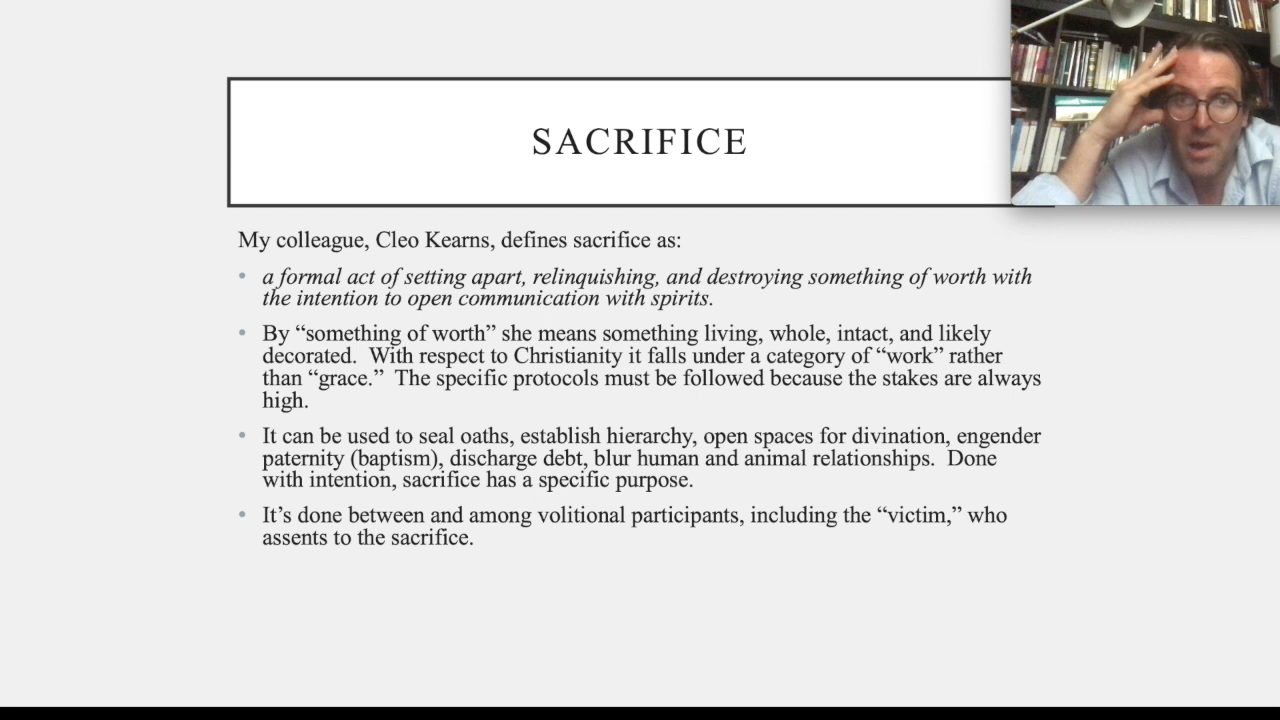 SACRIFICE
My colleague, Cleo Kearns, defines sacrifice as:
• a formal act of setting apart, relinquishing, and destroying something of worth with
the intention to open communication with spirits.
• By “something of worth” she means something living, whole, intact, and likely
decorated.  With respect to Christianity it falls under a category of “work” rather
than “grace.”  The specific protocols must be followed because the stakes are always
high.
• It can be used to seal oaths, establish hierarchy, open spaces for divination, engender
paternity (baptism), discharge debt, blur human and animal relationships.  Done
with intention, sacrifice has a specific purpose.
• It’s done between and among volitional participants, including the “victim,” who
assents to the sacrifice.